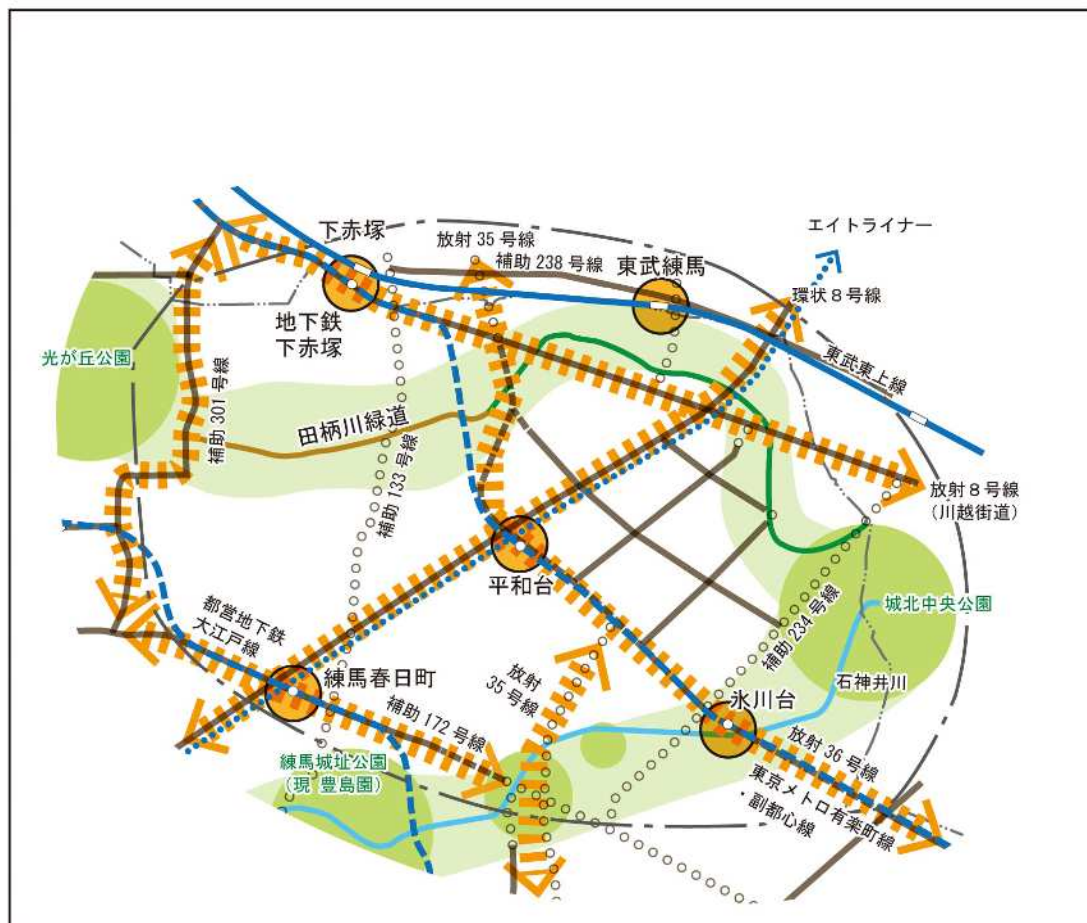 エイトライナー
下赤塚
放射 35 号線
補助 238 号線
東武練馬
環状 8 号線
地下鉄
下赤塚
光が丘公園
東武東上線
補助 301 号線
田柄川緑道
補助 133 号線
放射 8 号線
(川越街道)
平和台
城北中央公園
都営地下鉄
大江戸線
補助 234 号線
練馬春日町
放射
35 号線
石神井川
氷川台
補助 172 号線
放射 36 号線
練馬城址公園
(現 豊島園)
東京メトロ有楽町線
・副都心線